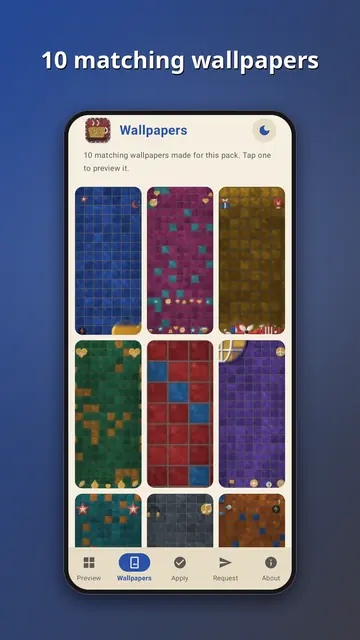 10 matching wallpapers
Wallpapers
10 matching wallpapers made for this pack. Tap one
to preview it.
Preview
Wallpapers
Apply
Request
About